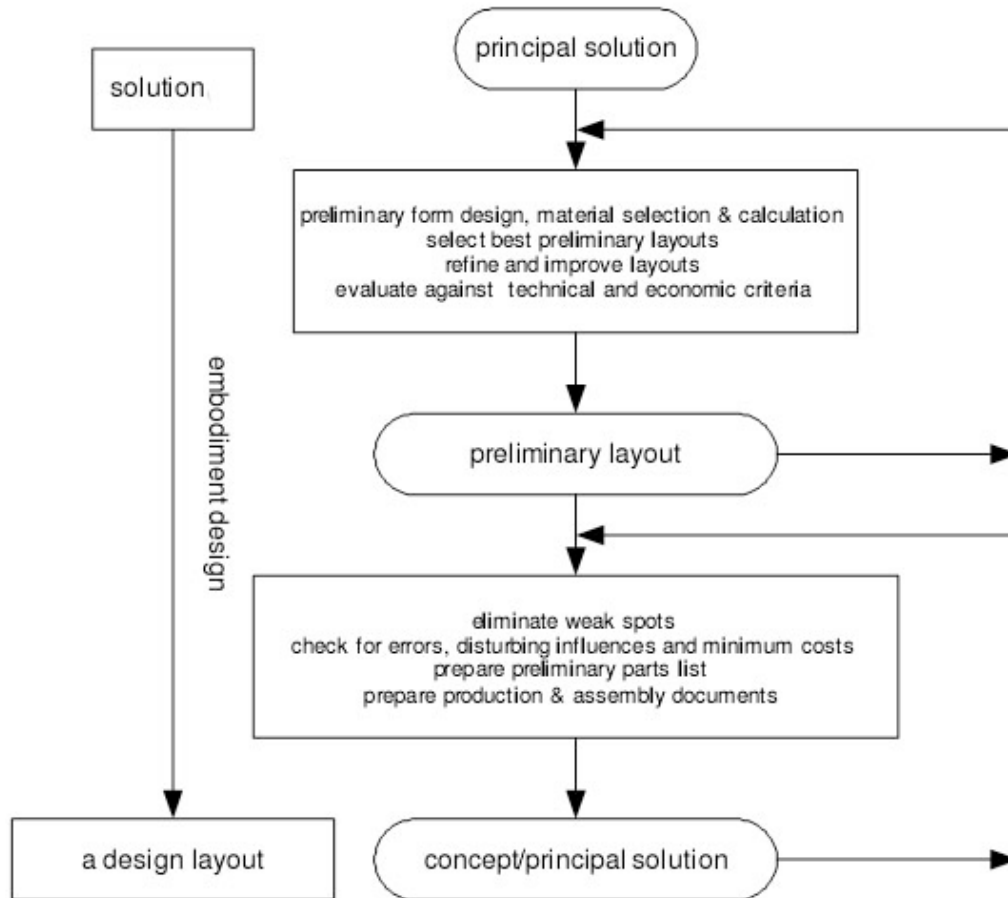 principal solution
solution
preliminary form design, material selection & calculation
select best preliminary layouts
refine and improve layouts
evaluate against technical and economic criteria
embodiment design
preliminary layout
eliminate weak spots
check for errors, disturbing influences and minimum costs
prepare preliminary parts list
prepare production & assembly documents
a design layout
concept/principal solution